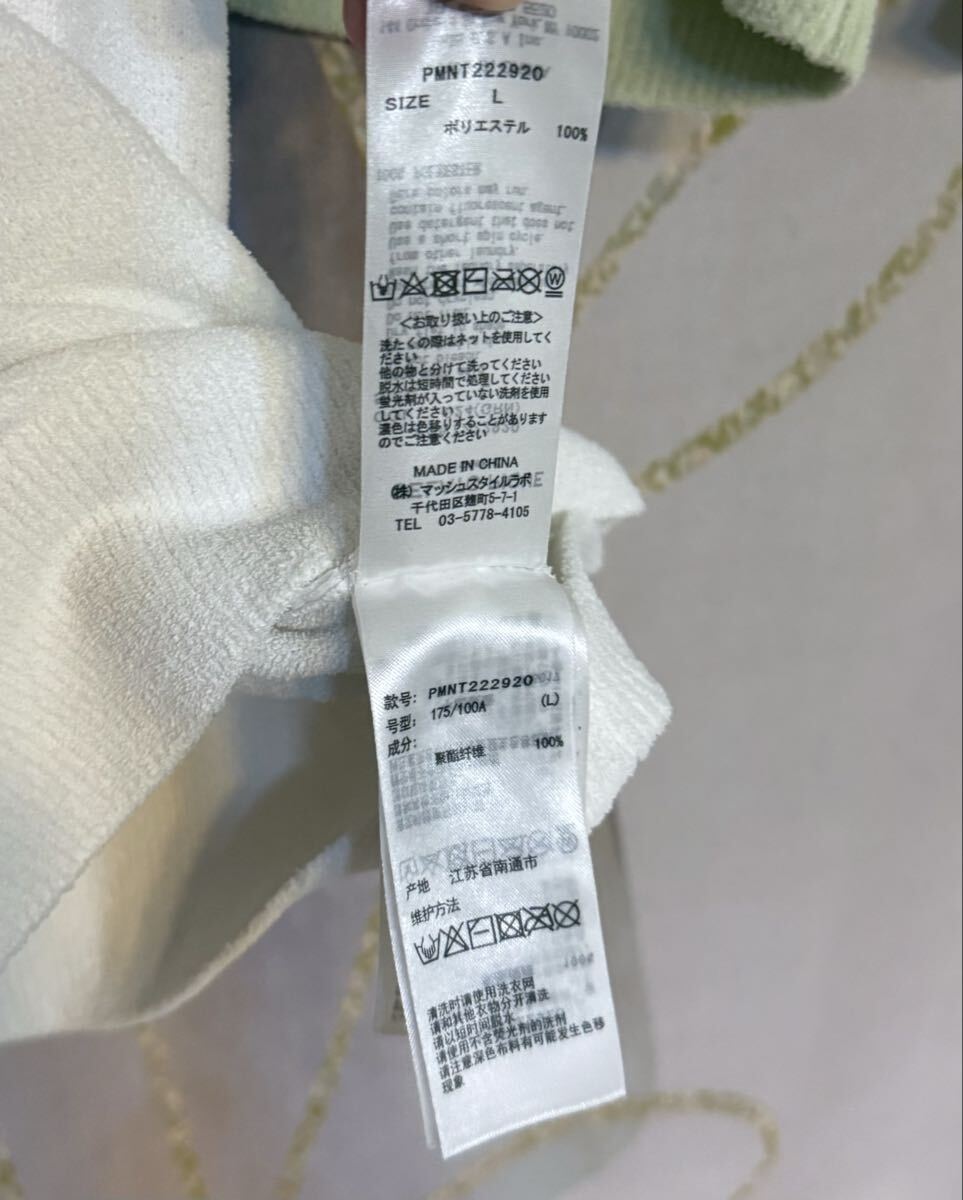 PMNT222920
SIZE L
ポリエステル 100%
<お取り扱い上のご注意>
洗たくの際はネットを使用してく
ださい
他の物と分けて洗ってください
脱水は短時間で処理してください
蛍光剤が入っていない洗剤を使用
してください
濃色は色移りすることがあります
のでご注意ください
MADE IN CHINA
(株) マッシュスタイルラボ
千代田区麹町5-7-1
TEL 03-5778-4105
款号: PMNT222920
号型: 175/100A (L)
成分:
聚酯纤维 100%
产地 江苏省南通市
维护方法
清洗时请使用洗衣网
请和其他衣物分开清洗
请以短时间脱水
请使用不含荧光剂的洗剂
请注意深色布料有可能发生色移
现象